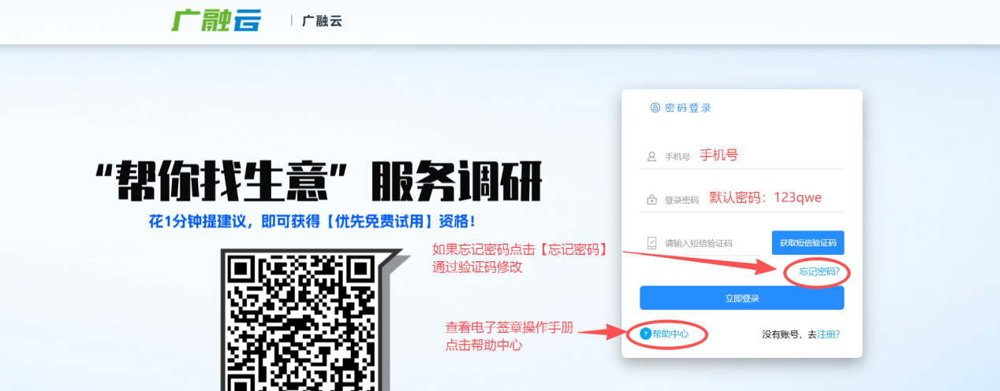 广融云 | 广融云
“帮你找生意” 服务调研
花1分钟提建议，即可获得【优先免费试用】资格！
密码登录
手机号 手机号
登录密码 默认密码：123qwe
请输入短信验证码 获取短信验证码
如果忘记密码点击【忘记密码】
通过验证码修改
忘记密码?
立即登录
查看电子签章操作手册
点击帮助中心
?帮助中心 没有账号，去注册?